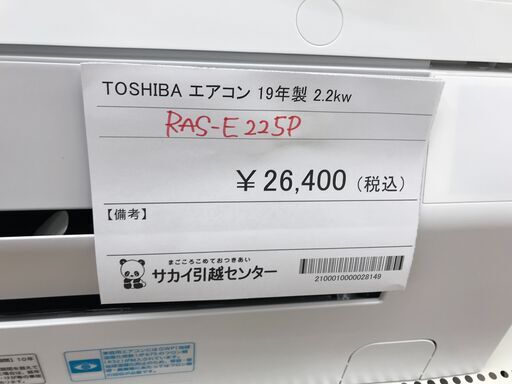 TOSHIBA エアコン 19年製 2.2kw
RAS-E225P
￥26,400（税込）
【備考】
まごころこめておつきあい
サカイ引越センター
2100010000028149